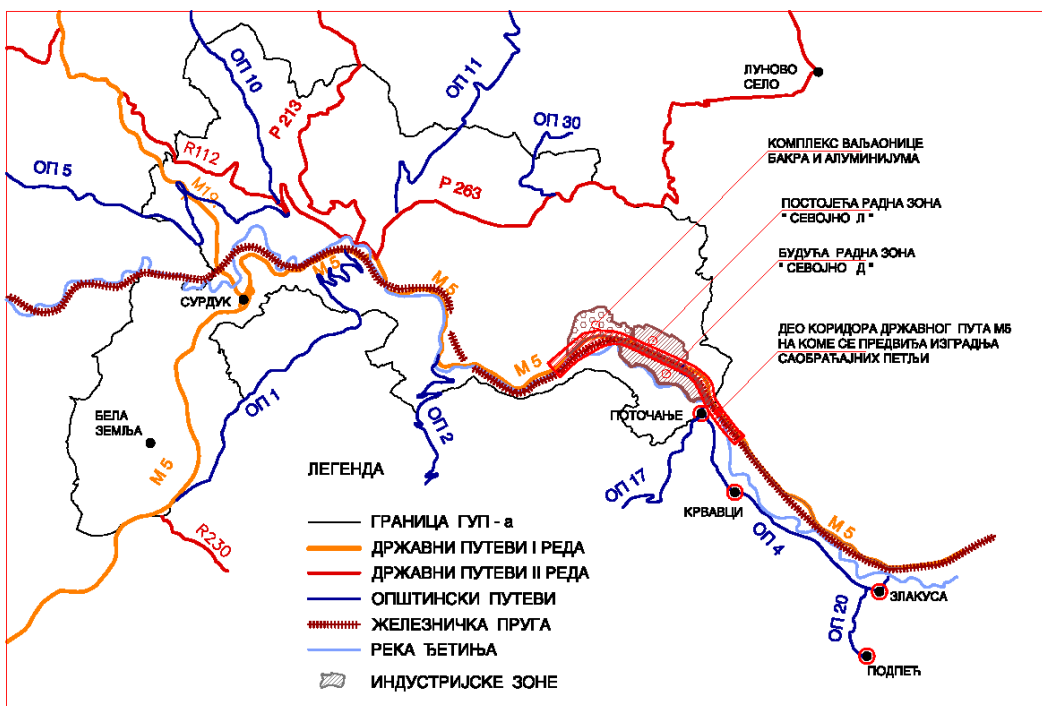 ОП 10
ОП 11
Р 213
ОП 30
ЛУНОВО
СЕЛО
КОМПЛЕКС ВАЉАОНИЦЕ
БАКРА И АЛУМИНИЈУМА
R112
ОП 5
М19
Р 263
ПОСТОЈЕЋА РАДНА ЗОНА
" СЕВОЈНО Л "
БУДУЋА РАДНА ЗОНА
"СЕВОЈНО Д "
М 5
М 5
СУРДУК
ДЕО КОРИДОРА ДРЖАВНОГ ПУТА М5
НА КОМЕ СЕ ПРЕДВИЂА ИЗГРАДЊА
САОБРАЋАЈНИХ ПЕТЉИ
М 5
ОП 1
ОП 2
БЕЛА
ЗЕМЉА
ПОТОЧАЊЕ
М 5
ЛЕГЕНДА
ОП 17
КРВАВЦИ
ОП 4
М 5
R230
ГРАНИЦА ГУП - а
ДРЖАВНИ ПУТЕВИ I РЕДА
ДРЖАВНИ ПУТЕВИ II РЕДА
ОПШТИНСКИ ПУТЕВИ
ЖЕЛЕЗНИЧКА ПРУГА
РЕКА ЂЕТИЊА
ИНДУСТРИЈСКЕ ЗОНЕ
ЗЛАКУСА
ОП 20
ПОДПЕЋ